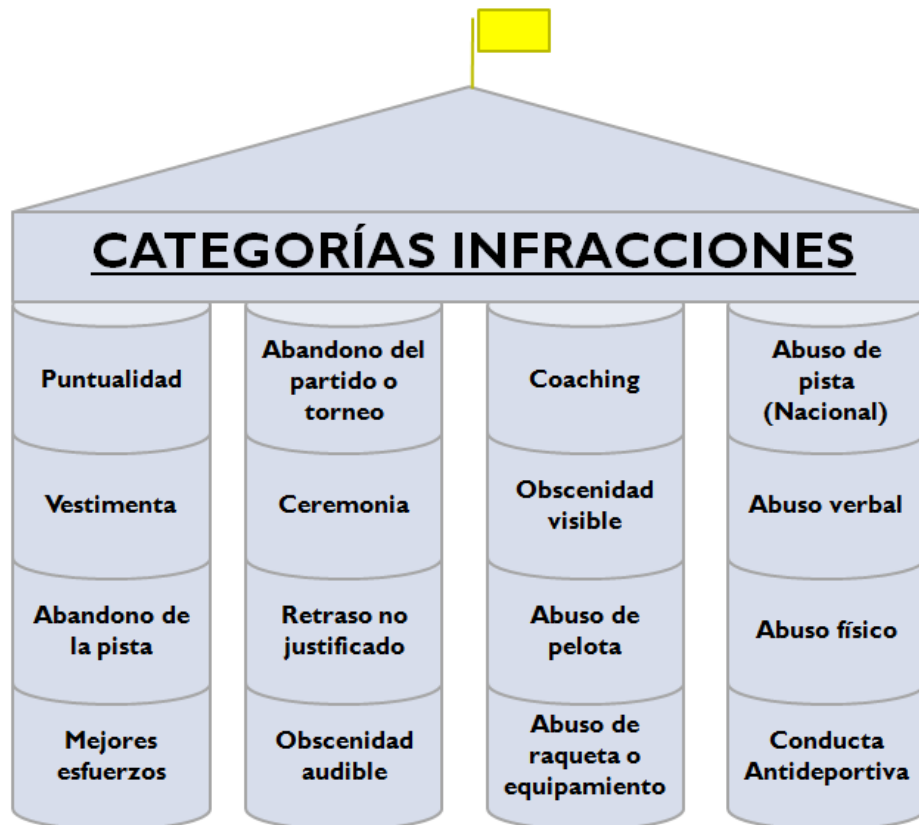 CATEGORÍAS INFRACCIONES
Puntualidad
Vestimenta
Abandono de
la pista
Mejores
esfuerzos
Abandono del
partido o
torneo
Ceremonia
Retraso no
justificado
Obscenidad
audible
Coaching
Obscenidad
visible
Abuso de
pelota
Abuso de
raqueta o
equipamiento
Abuso de
pista
(Nacional)
Abuso verbal
Abuso físico
Conducta
Antideportiva